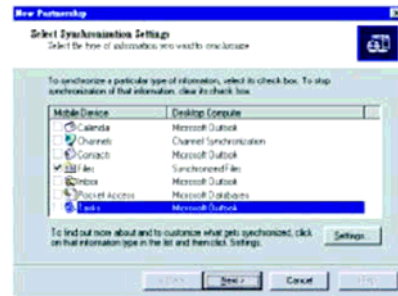 New Partnership
Select Synchronization Settings
Select the type of information you want to synchronize
To synchronize a particular type of information, select its check box. To stop
synchronization of that information, clear its check box.
Mobile Device Desktop Computer
Calendar Microsoft Outlook
Channels Channel Synchronization
Contacts Microsoft Outlook
Files Synchronized Files
Inbox Microsoft Outlook
Pocket Access Microsoft Databases
Tasks Microsoft Outlook
To find out more about and to customize what gets synchronized, click
on that information type in the list and then click Settings.
Settings...
Next > Cancel